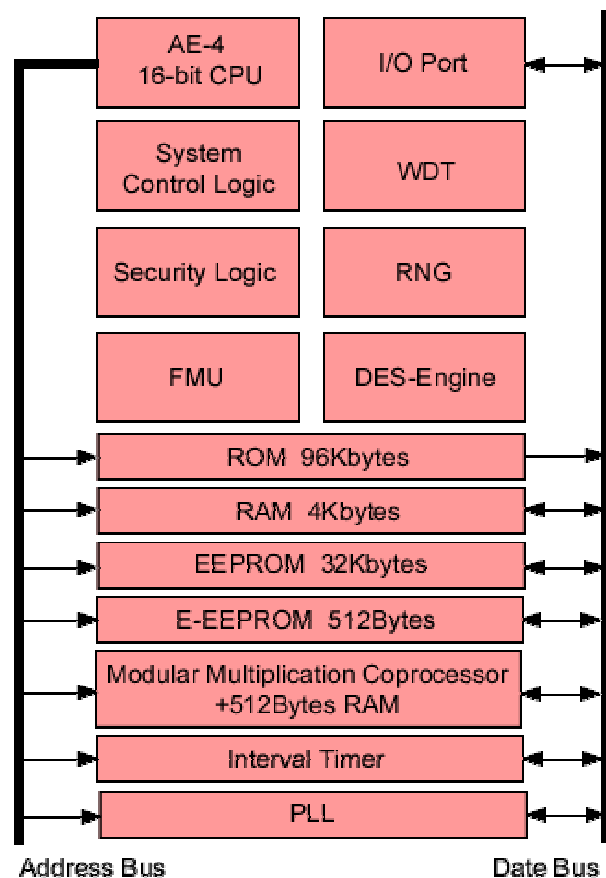 AE-4
16-bit CPU
I/O Port
System
Control Logic
WDT
Security Logic
RNG
FMU
DES-Engine
ROM 96Kbytes
RAM 4Kbytes
EEPROM 32Kbytes
E-EEPROM 512Bytes
Modular Multiplication Coprocessor
+512Bytes RAM
Interval Timer
PLL
Address Bus
Date Bus